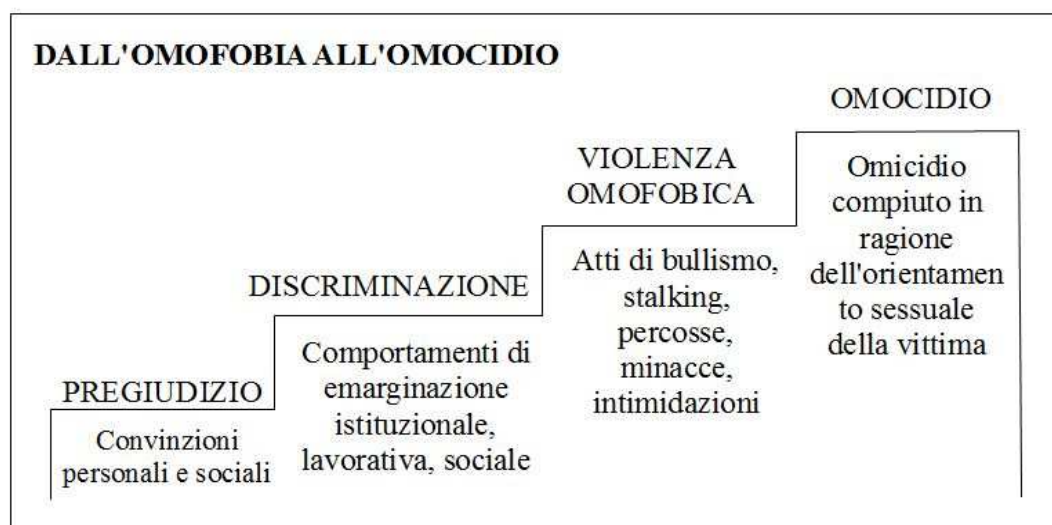 DALL'OMOFOBIA ALL'OMOCIDIO
PREGIUDIZIO
Convinzioni
personali e sociali
DISCRIMINAZIONE
Comportamenti di
emarginazione
istituzionale,
lavorativa, sociale
VIOLENZA
OMOFOBICA
Atti di bullismo,
stalking,
percosse,
minacce,
intimidazioni
OMOCIDIO
Omicidio
compiuto in
ragione
dell'orientamen
to sessuale
della vittima